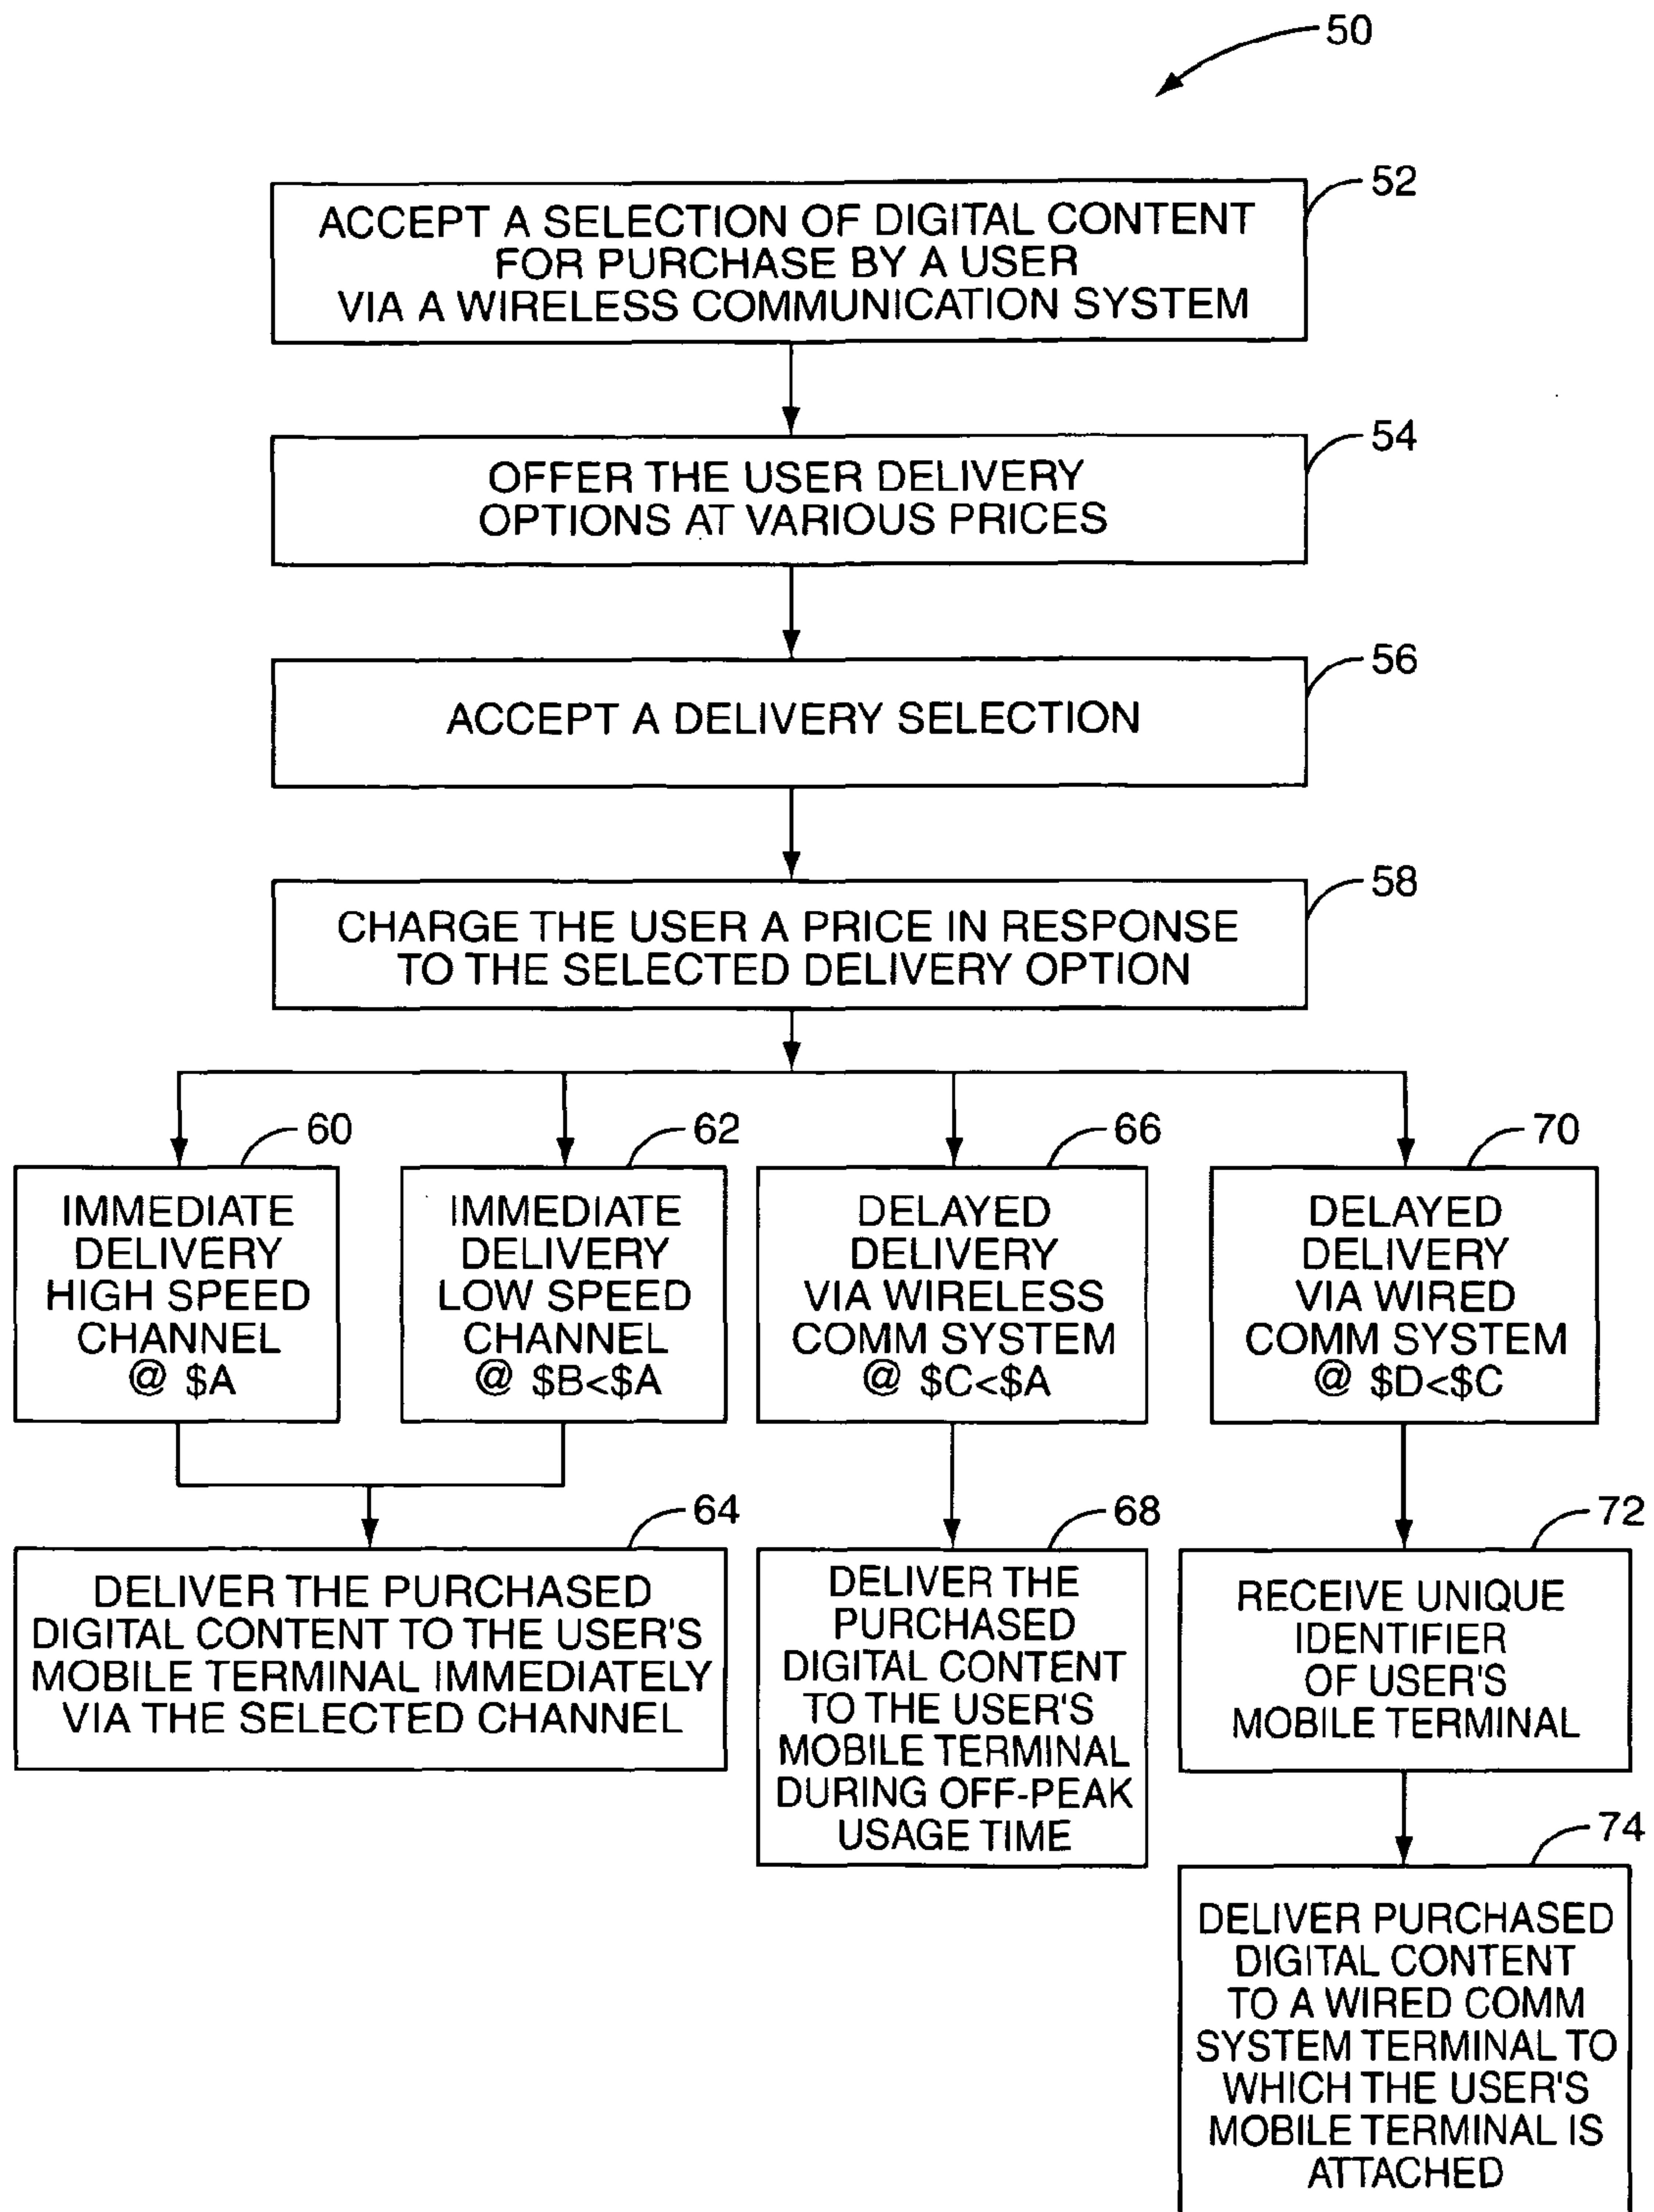 50
52
ACCEPT A SELECTION OF DIGITAL CONTENT
FOR PURCHASE BY A USER
VIA A WIRELESS COMMUNICATION SYSTEM
54
OFFER THE USER DELIVERY
OPTIONS AT VARIOUS PRICES
56
ACCEPT A DELIVERY SELECTION
58
CHARGE THE USER A PRICE IN RESPONSE
TO THE SELECTED DELIVERY OPTION
60
IMMEDIATE
DELIVERY
HIGH SPEED
CHANNEL
@ $A
62
IMMEDIATE
DELIVERY
LOW SPEED
CHANNEL
@ $B<$A
66
DELAYED
DELIVERY
VIA WIRELESS
COMM SYSTEM
@ $C<$A
70
DELAYED
DELIVERY
VIA WIRED
COMM SYSTEM
@ $D<$C
64
DELIVER THE PURCHASED
DIGITAL CONTENT TO THE USER'S
MOBILE TERMINAL IMMEDIATELY
VIA THE SELECTED CHANNEL
68
DELIVER THE
PURCHASED
DIGITAL CONTENT
TO THE USER'S
MOBILE TERMINAL
DURING OFF-PEAK
USAGE TIME
72
RECEIVE UNIQUE
IDENTIFIER
OF USER'S
MOBILE TERMINAL
74
DELIVER PURCHASED
DIGITAL CONTENT
TO A WIRED COMM
SYSTEM TERMINAL TO
WHICH THE USER'S
MOBILE TERMINAL IS
ATTACHED